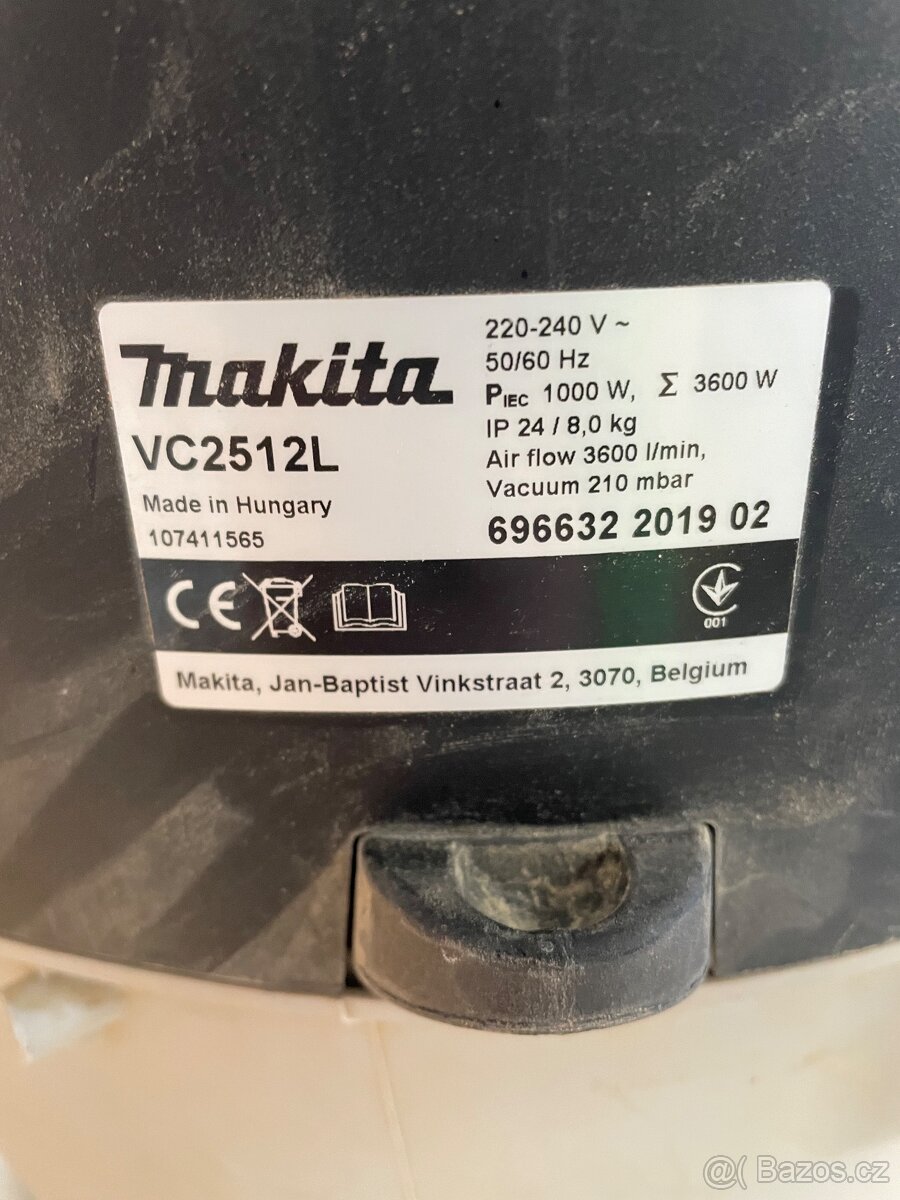 makita
VC2512L
Made in Hungary
107411565
220-240 V ~
50/60 Hz
PIEC 1000 W, Σ 3600 W
IP 24 / 8,0 kg
Air flow 3600 l/min,
Vacuum 210 mbar
696632 2019 02
CE
001
Makita, Jan-Baptist Vinkstraat 2, 3070, Belgium
@( Bazos.cz